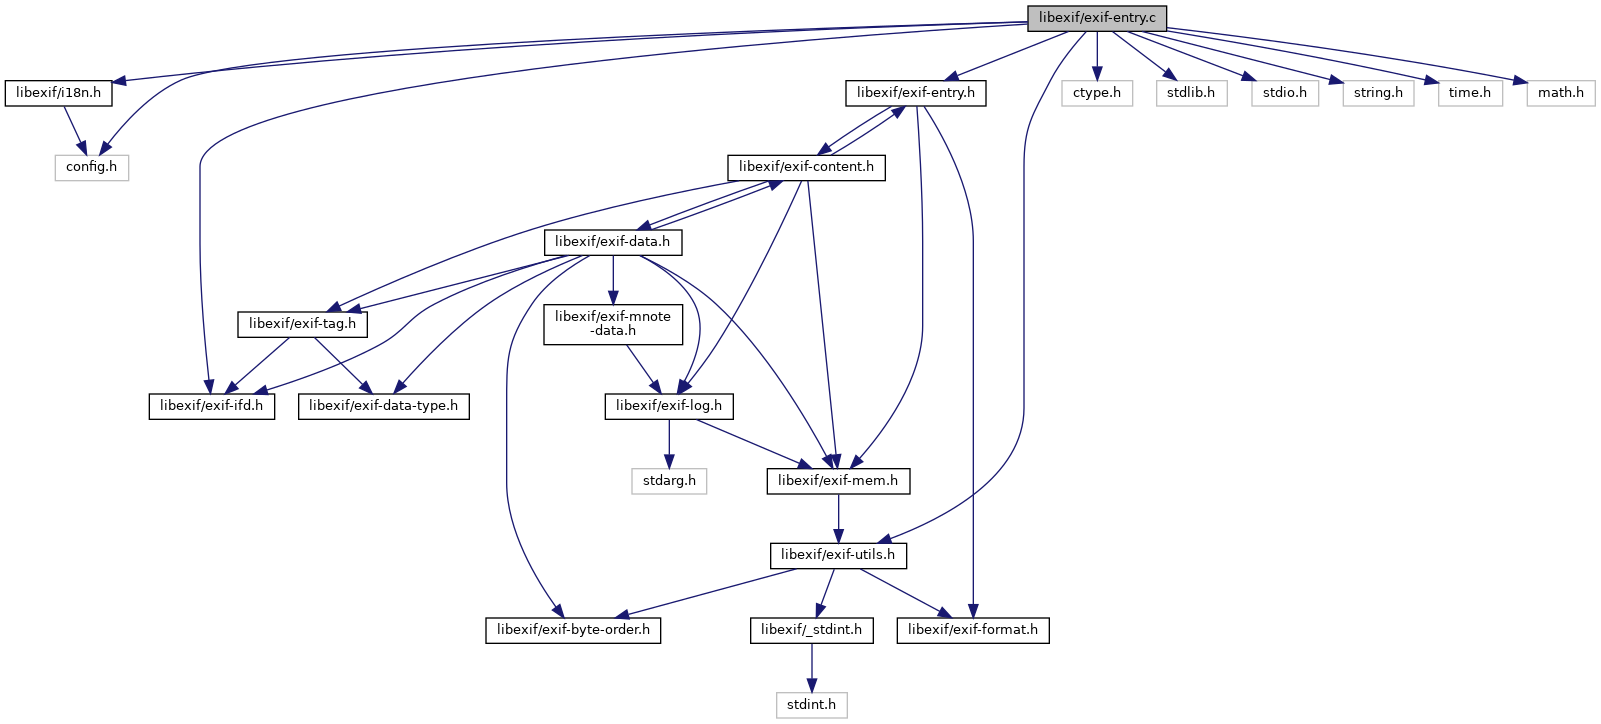 libexif/exif-entry.c
libexif/i18n.h
libexif/exif-entry.h
ctype.h
stdlib.h
stdio.h
string.h
time.h
math.h
config.h
libexif/exif-content.h
libexif/exif-data.h
libexif/exif-tag.h
libexif/exif-mnote
-data.h
libexif/exif-ifd.h
libexif/exif-data-type.h
libexif/exif-log.h
stdarg.h
libexif/exif-mem.h
libexif/exif-utils.h
libexif/exif-byte-order.h
libexif/_stdint.h
libexif/exif-format.h
stdint.h